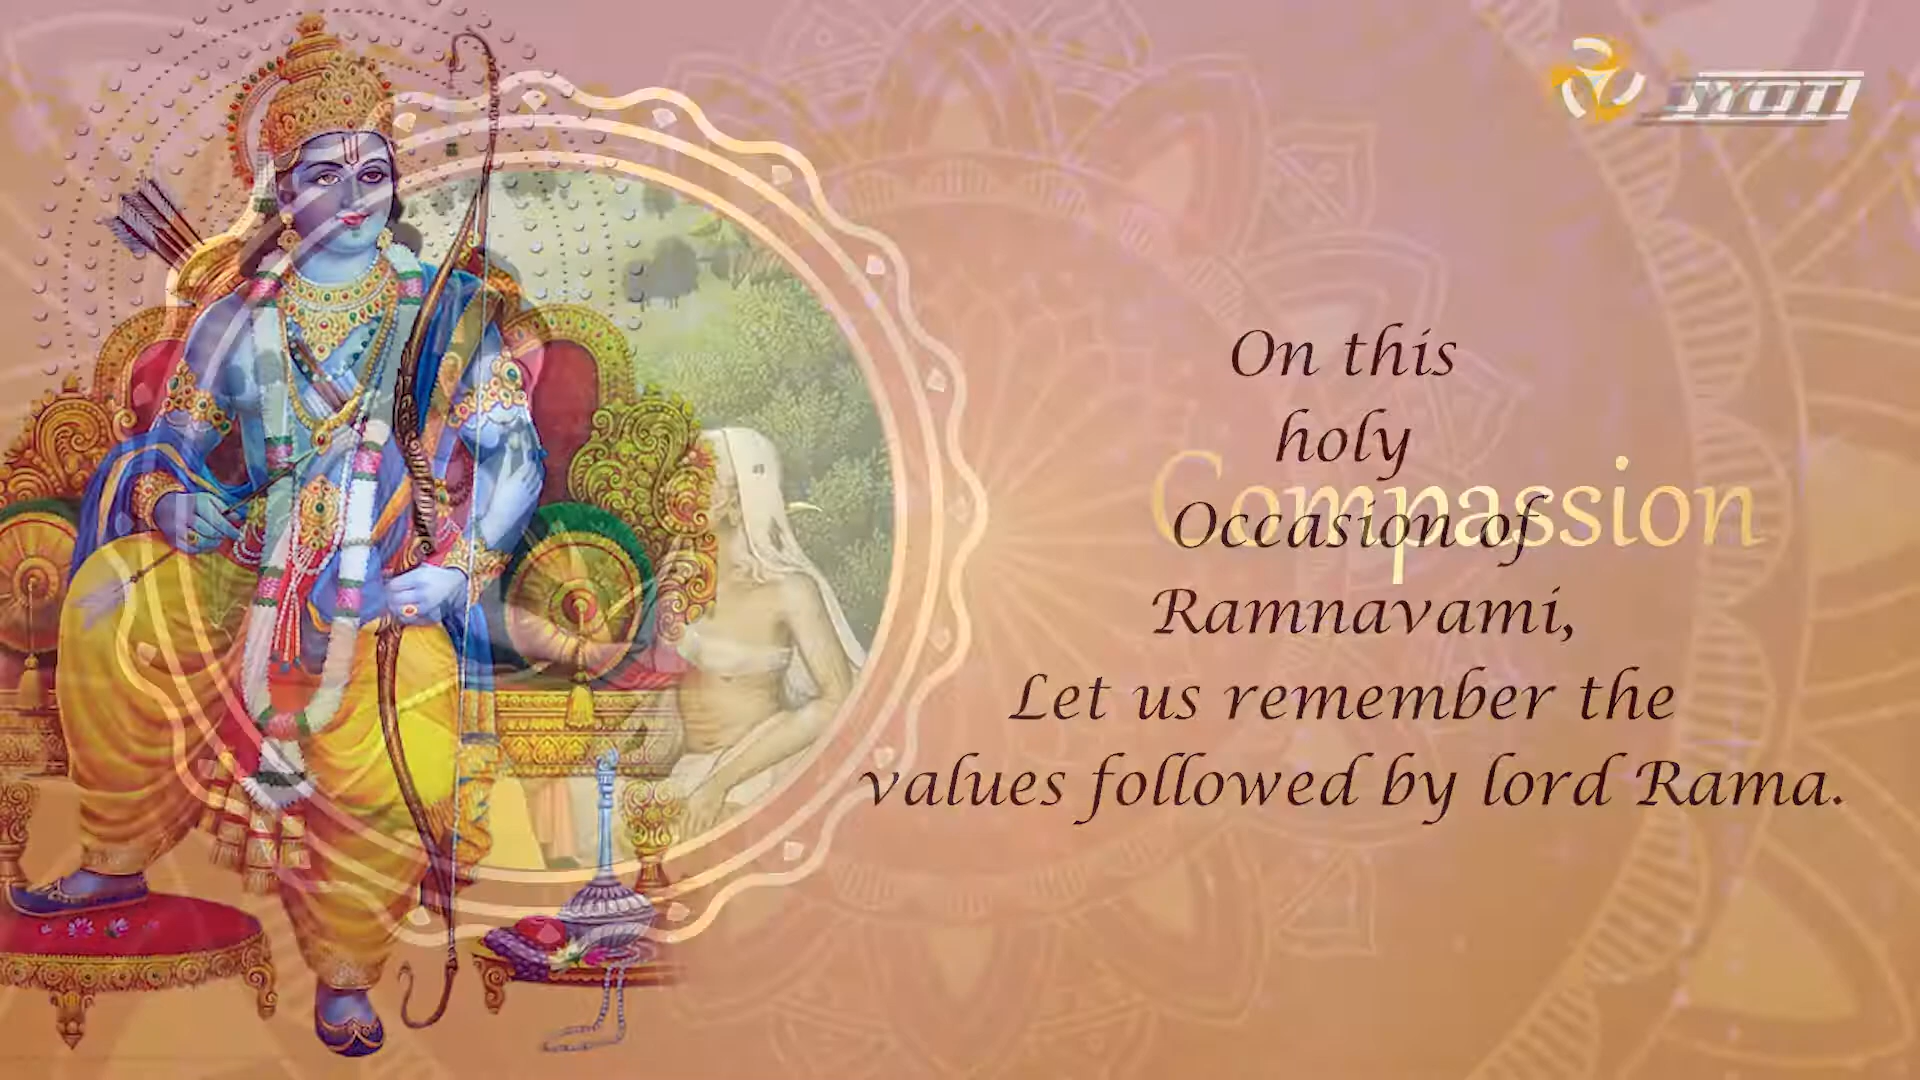 JYOTI
On this
holy
Compassion
Occasion of
Ramnavami,
Let us remember the
values followed by lord Rama.